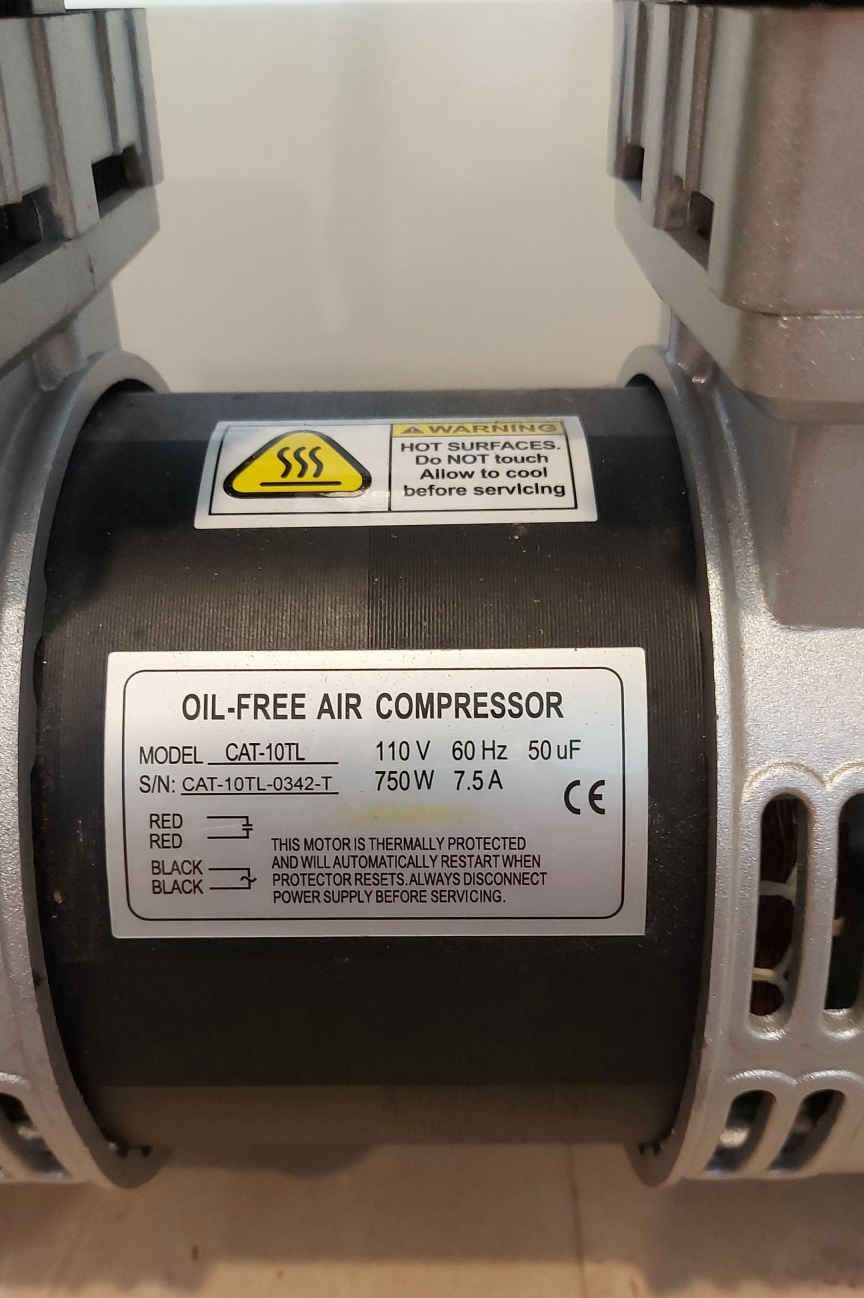 WARNING
HOT SURFACES.
Do NOT touch
Allow to cool
before servicing
OIL-FREE AIR COMPRESSOR
MODEL CAT-10TL 110 V 60 Hz 50 uF
S/N: CAT-10TL-0342-T 750W 7.5 A
CE
RED
RED
BLACK
BLACK
THIS MOTOR IS THERMALLY PROTECTED
AND WILL AUTOMATICALLY RESTART WHEN
PROTECTOR RESETS. ALWAYS DISCONNECT
POWER SUPPLY BEFORE SERVICING.